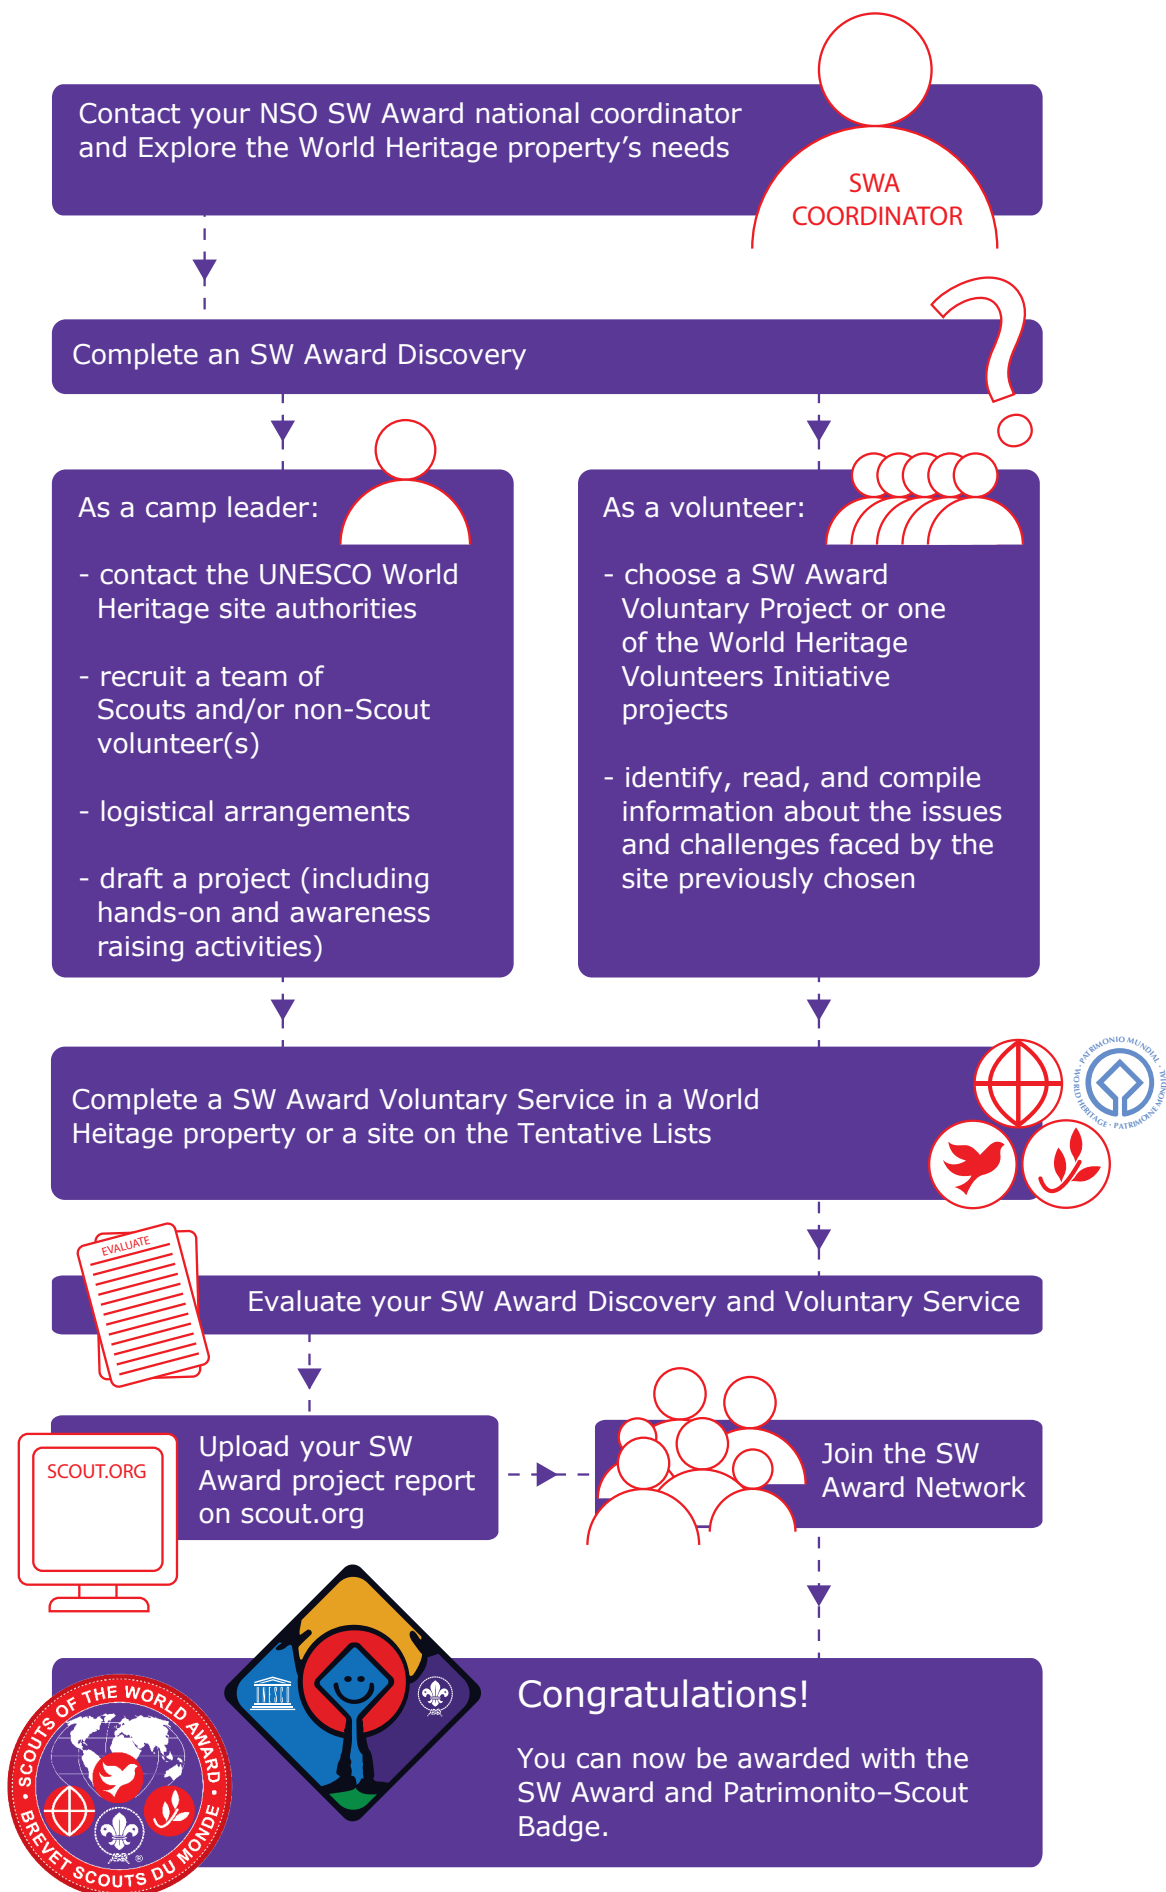 Contact your NSO SW Award national coordinator
and Explore the World Heritage property's needs
SWA
COORDINATOR
Complete an SW Award Discovery
As a camp leader:
- contact the UNESCO World
Heritage site authorities
- recruit a team of
Scouts and/or non-Scout
volunteer(s)
- logistical arrangements
- draft a project (including
hands-on and awareness
raising activities)
As a volunteer:
- choose a SW Award
Voluntary Project or one
of the World Heritage
Volunteers Initiative
projects
- identify, read, and compile
information about the issues
and challenges faced by the
site previously chosen
Complete a SW Award Voluntary Service in a World
Heitage property or a site on the Tentative Lists
WORLD HERITAGE · PATRIMOINE MONDIAL · PATRIMONIO MUNDIAL ·
EVALUATE
Evaluate your SW Award Discovery and Voluntary Service
SCOUT.ORG
Upload your SW
Award project report
on scout.org
Join the SW
Award Network
Congratulations!
You can now be awarded with the
SW Award and Patrimonito–Scout
Badge.
• SCOUTS OF THE WORLD AWARD •
BREVET SCOUTS DU MONDE
®